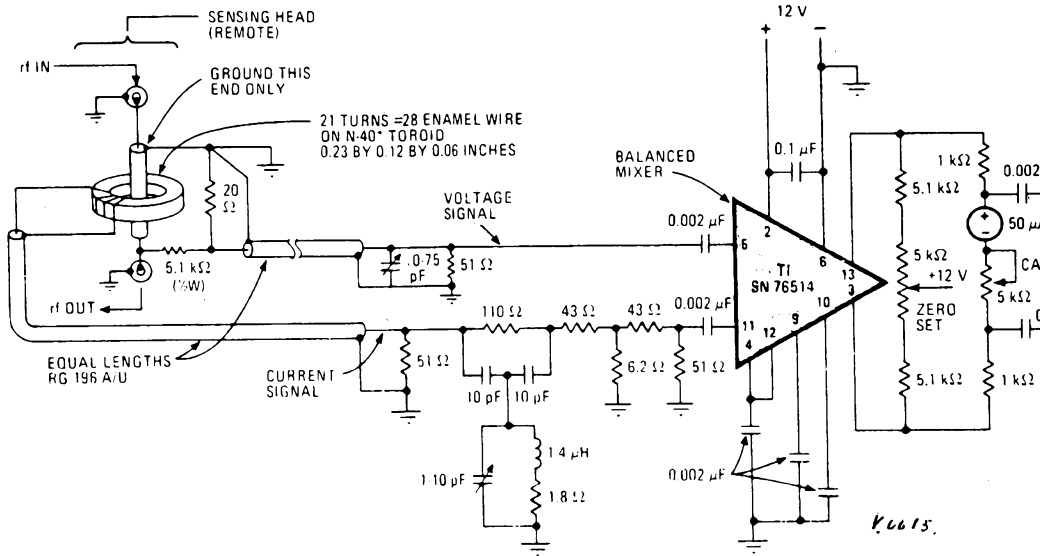 SENSING HEAD
(REMOTE)
rf IN
GROUND THIS
END ONLY
21 TURNS =28 ENAMEL WIRE
ON N-40" TOROID
0.23 BY 0.12 BY 0.06 INCHES
20
Ω
5.1 kΩ
(½W)
rf OUT
EQUAL LENGTHS
RG 196 A/U
VOLTAGE
SIGNAL
.0-75
pF
51 Ω
CURRENT
SIGNAL
51 Ω
110 Ω
43 Ω
43 Ω
10 pF
10 pF
6.2 Ω
51 Ω
1-10 pF
1.4 µH
1.8 Ω
12 V
+
−
0.1 µF
BALANCED
MIXER
0.002 µF
0.002 µF
2
6
13
3
10
9
12
11
4
TI
SN 76514
0.002 µF
5.1 kΩ
5 kΩ
+12 V
ZERO
SET
5.1 kΩ
1 kΩ
0.002
+
−
50 µ
CA
5 kΩ
0
1 kΩ